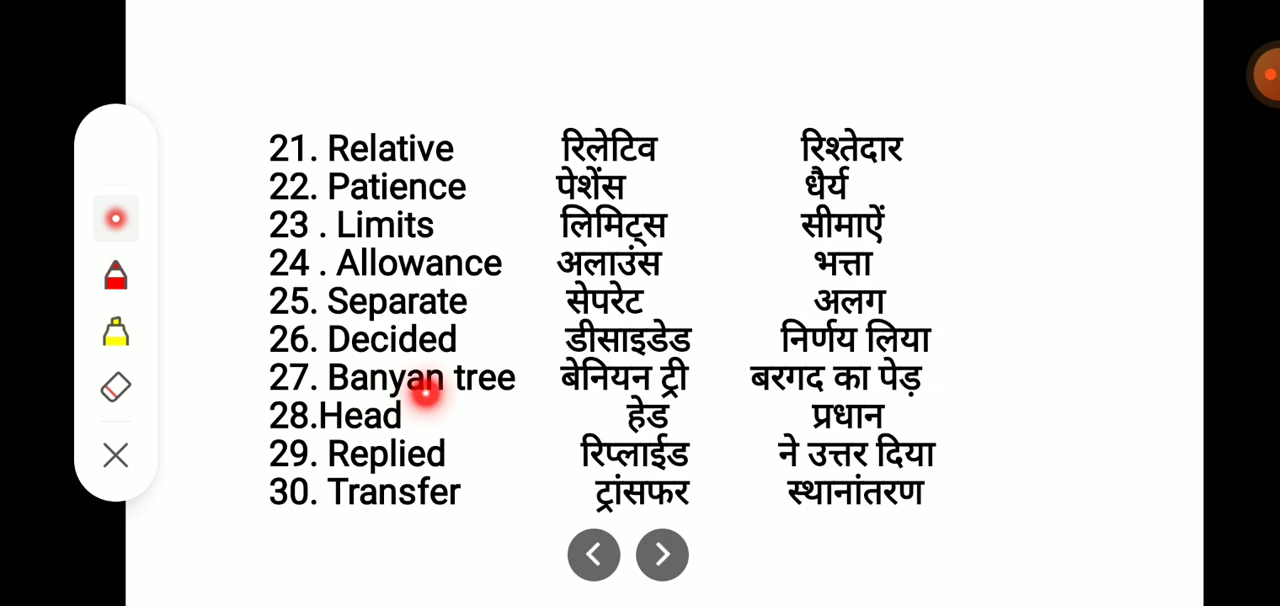 21. Relative रिलेटिव रिश्तेदार
22. Patience पेशेंस धैर्य
23 . Limits लिमिट्स सीमाऐं
24 . Allowance अलाउंस भत्ता
25. Separate सेपरेट अलग
26. Decided डीसाइडेड निर्णय लिया
27. Banyan tree बेनियन ट्री बरगद का पेड़
28.Head हेड प्रधान
29. Replied रिप्लाईड ने उत्तर दिया
30. Transfer ट्रांसफर स्थानांतरण